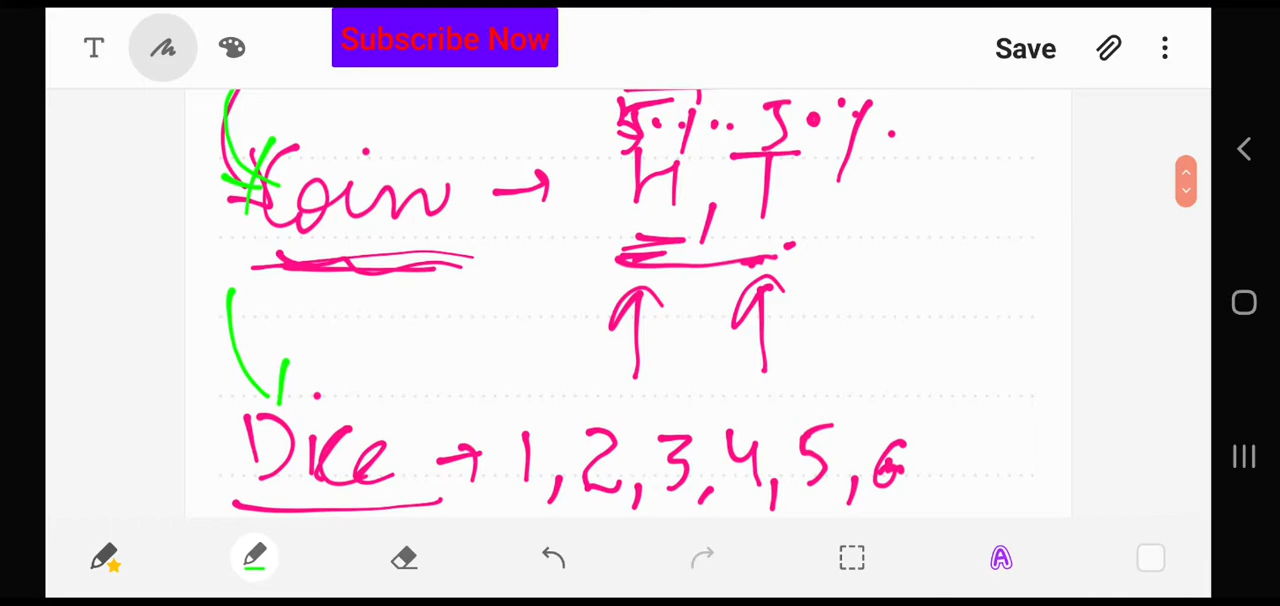 T
Subscribe Now
Save
Coin → H, T
Dice → 1, 2, 3, 4, 5, 6
A